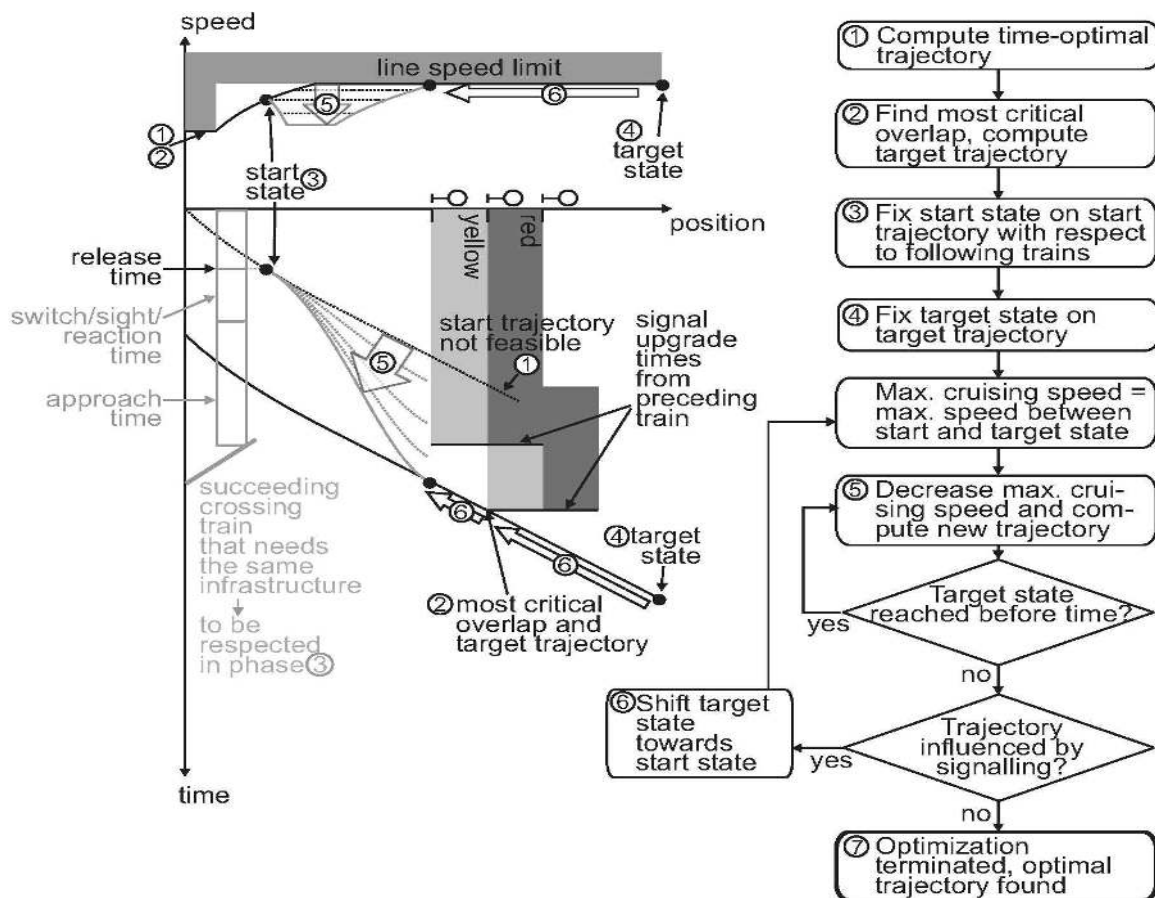 speed
line speed limit
⑤
⑥
①
②
start
state③
④
target
state
position
yellow
red
release
time
switch/sight/
reaction
time
approach
time
start trajectory
not feasible
①
⑤
signal
upgrade
times
from
preceding
train
succeeding
crossing
train
that needs
the same
infrastructure
to be
respected
in phase③
⑥
⑥
④target
state
②most critical
overlap and
target trajectory
time
① Compute time-optimal
trajectory
② Find most critical
overlap, compute
target trajectory
③ Fix start state on start
trajectory with respect
to following trains
④ Fix target state on
target trajectory
Max. cruising speed =
max. speed between
start and target state
⑤ Decrease max. crui-
sing speed and com-
pute new trajectory
Target state
reached before time?
yes
no
⑥Shift target
state
towards
start state
Trajectory
influenced by
signalling?
yes
no
⑦ Optimization
terminated, optimal
trajectory found